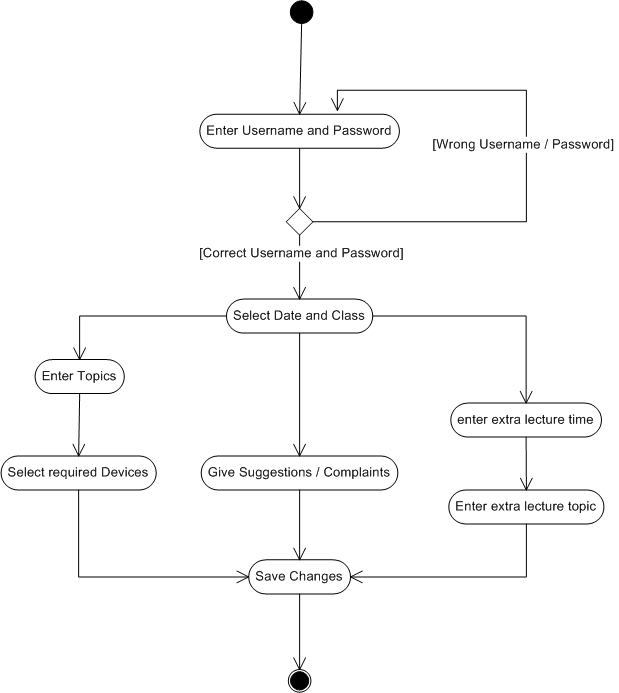 Enter Username and Password
[Wrong Username / Password]
[Correct Username and Password]
Select Date and Class
Enter Topics
enter extra lecture time
Select required Devices
Give Suggestions / Complaints
Enter extra lecture topic
Save Changes